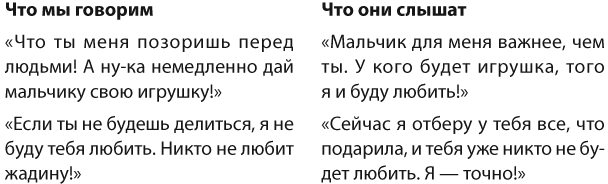 Что мы говорим
«Что ты меня позоришь перед
людьми! А ну-ка немедленно дай
мальчику свою игрушку!»
«Если ты не будешь делиться, я не
буду тебя любить. Никто не любит
жадину!»
Что они слышат
«Мальчик для меня важнее, чем
ты. У кого будет игрушка, того
я и буду любить!»
«Сейчас я отберу у тебя все, что
подарила, и тебя уже никто не бу-
дет любить. Я — точно!»